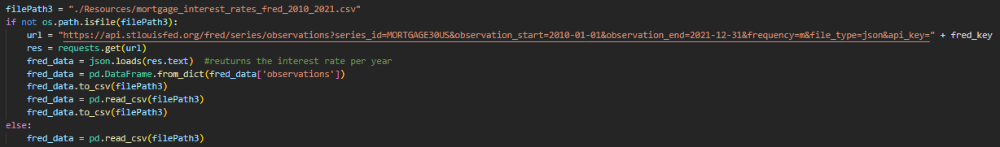 filePath3 = "./Resources/mortgage_interest_rates_fred_2010_2021.csv"
if not os.path.isfile(filePath3):
    url = "https://api.stlouisfed.org/fred/series/observations?series_id=MORTGAGE30US&observation_start=2010-01-01&observation_end=2021-12-31&frequency=m&file_type=json&api_key=" + fred_key
    res = requests.get(url)
    fred_data = json.loads(res.text)  #reuturns the interest rate per year
    fred_data = pd.DataFrame.from_dict(fred_data['observations'])
    fred_data.to_csv(filePath3)
    fred_data = pd.read_csv(filePath3)
    fred_data.to_csv(filePath3)
else:
    fred_data = pd.read_csv(filePath3)